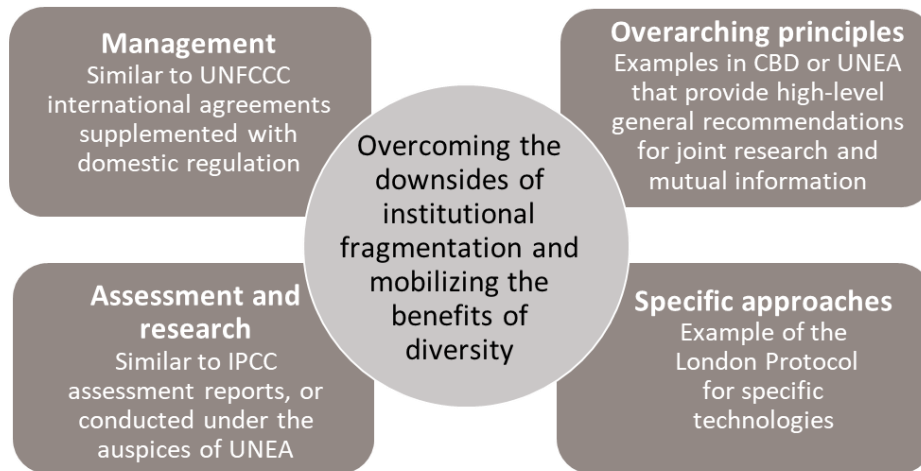 Management
Similar to UNFCCC
international agreements
supplemented with
domestic regulation
Overarching principles
Examples in CBD or UNEA
that provide high-level
general recommendations
for joint research and
mutual information
Overcoming the
downsides of
institutional
fragmentation and
mobilizing the
benefits of
diversity
Assessment and
research
Similar to IPCC
assessment reports, or
conducted under the
auspices of UNEA
Specific approaches
Example of the
London Protocol
for specific
technologies